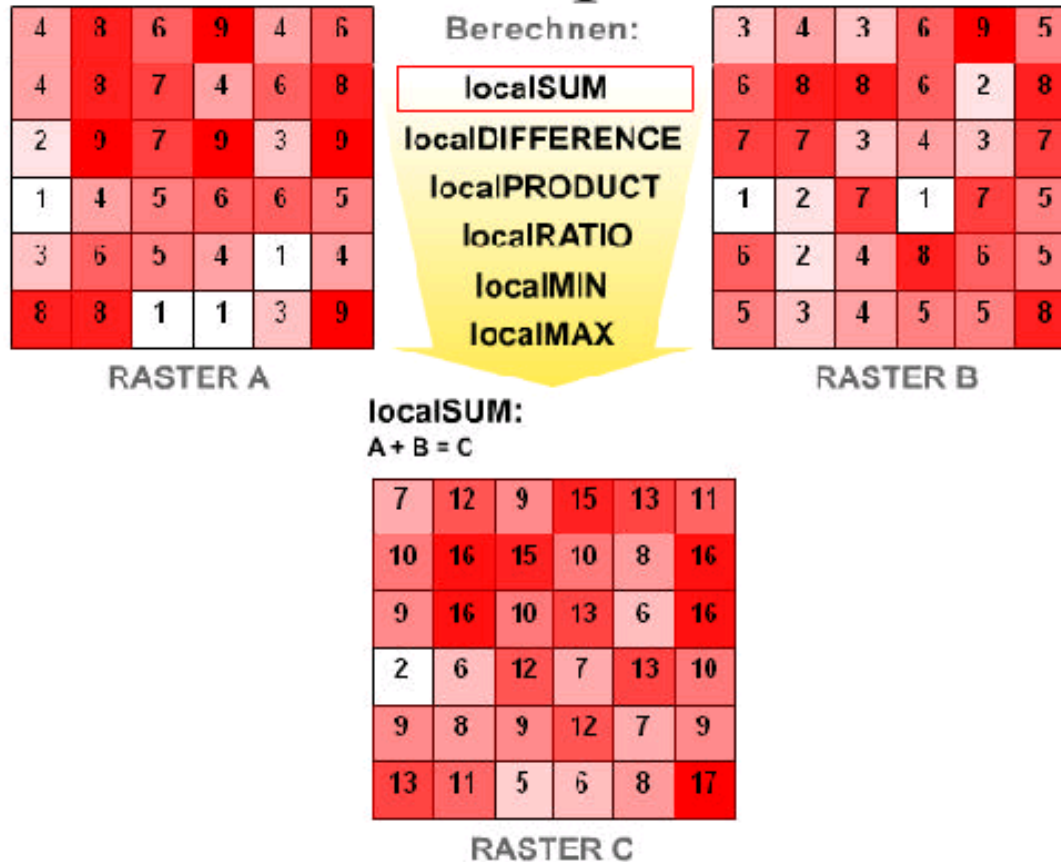 4 8 6 9 4 6
4 8 7 4 6 8
2 9 7 9 3 9
1 4 5 6 6 5
3 6 5 4 1 4
8 8 1 1 3 9
RASTER A
Berechnen:
localSUM
localDIFFERENCE
localPRODUCT
localRATIO
localMIN
localMAX
3 4 3 6 9 5
6 8 8 6 2 8
7 7 3 4 3 7
1 2 7 1 7 5
6 2 4 8 6 5
5 3 4 5 5 8
RASTER B
localSUM:
A + B = C
7 12 9 15 13 11
10 16 15 10 8 16
9 16 10 13 6 16
2 6 12 7 13 10
9 8 9 12 7 9
13 11 5 6 8 17
RASTER C